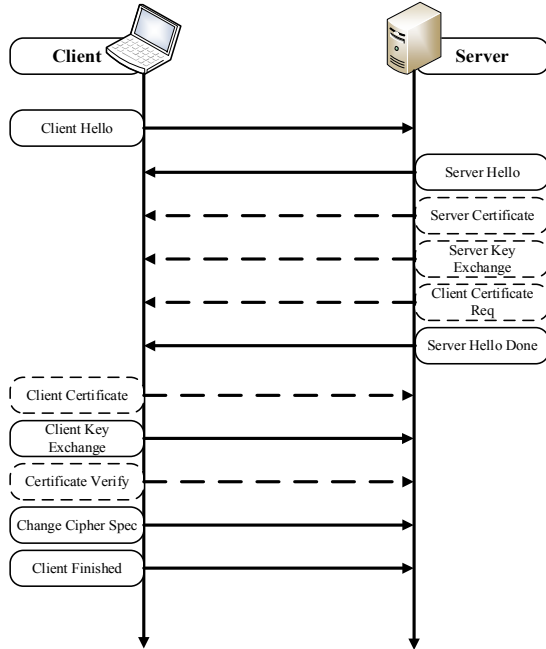 Client
Server
Client Hello
Server Hello
Server Certificate
Server Key
Exchange
Client Certificate
Req
Server Hello Done
Client Certificate
Client Key
Exchange
Certificate Verify
Change Cipher Spec
Client Finished